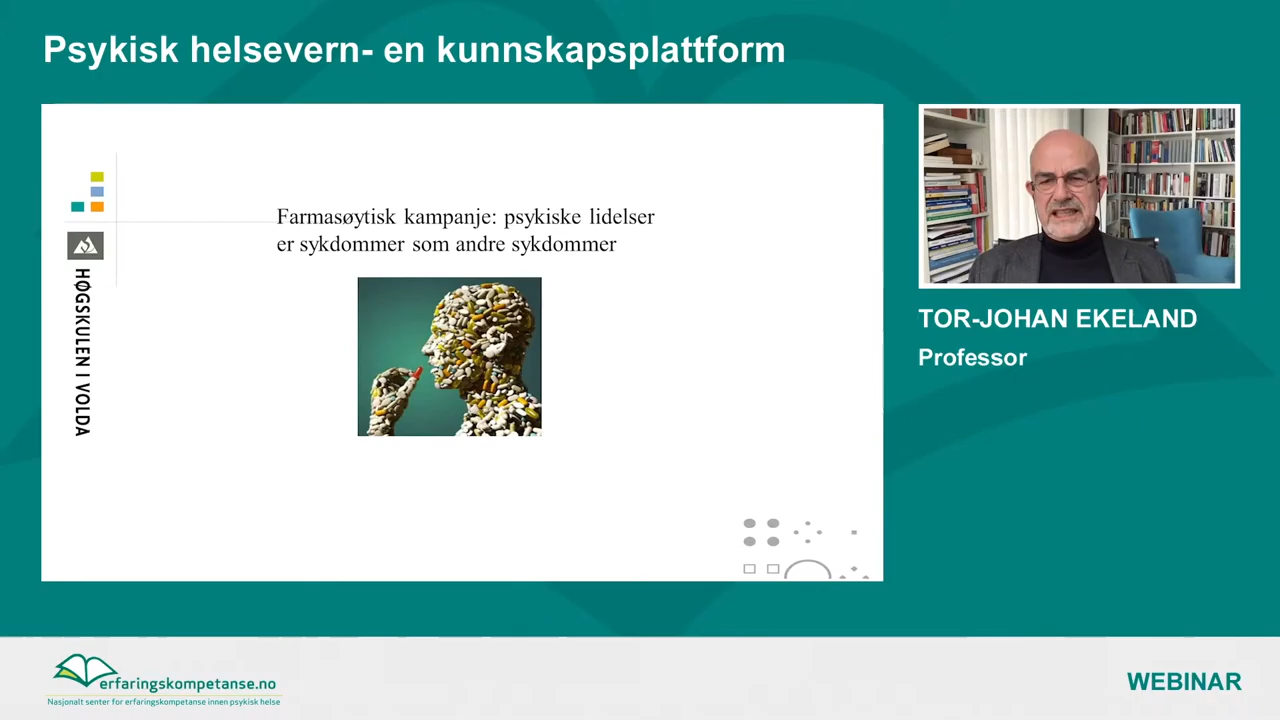 Psykisk helsevern- en kunnskapsplattform
HØGSKULEN I VOLDA
Farmasøytisk kampanje: psykiske lidelser
er sykdommer som andre sykdommer
TOR-JOHAN EKELAND
Professor
erfaringskompetanse.no
Nasjonalt senter for erfaringskompetanse innen psykisk helse
WEBINAR